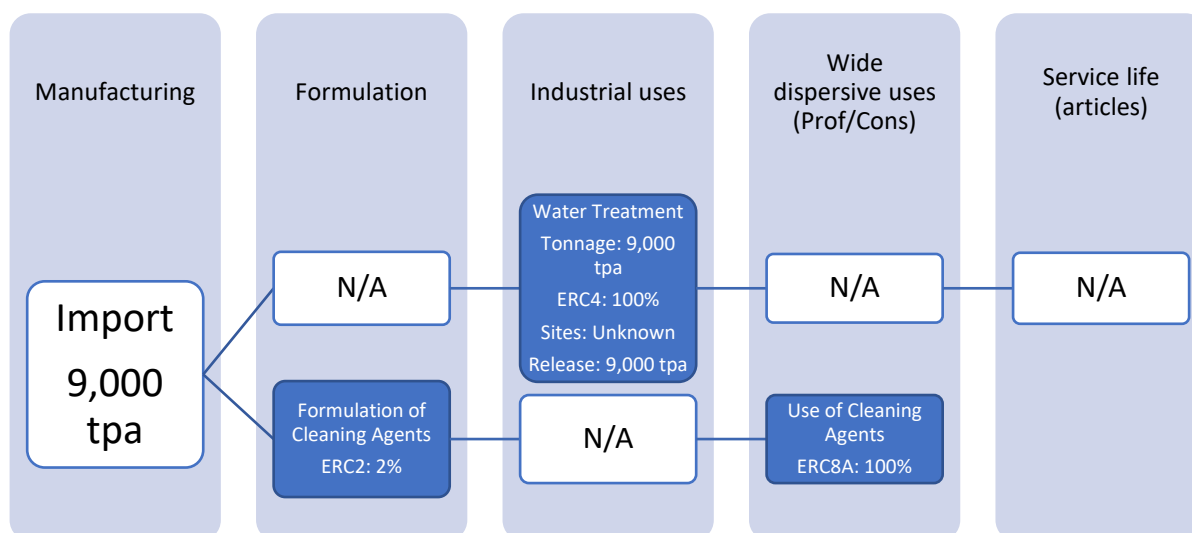 Manufacturing
Formulation
Industrial uses
Wide
dispersive uses
(Prof/Cons)
Service life
(articles)
Import
9,000
tpa
N/A
Water Treatment
Tonnage: 9,000
tpa
ERC4: 100%
Sites: Unknown
Release: 9,000 tpa
N/A
N/A
Formulation of
Cleaning Agents
ERC2: 2%
N/A
Use of Cleaning
Agents
ERC8A: 100%